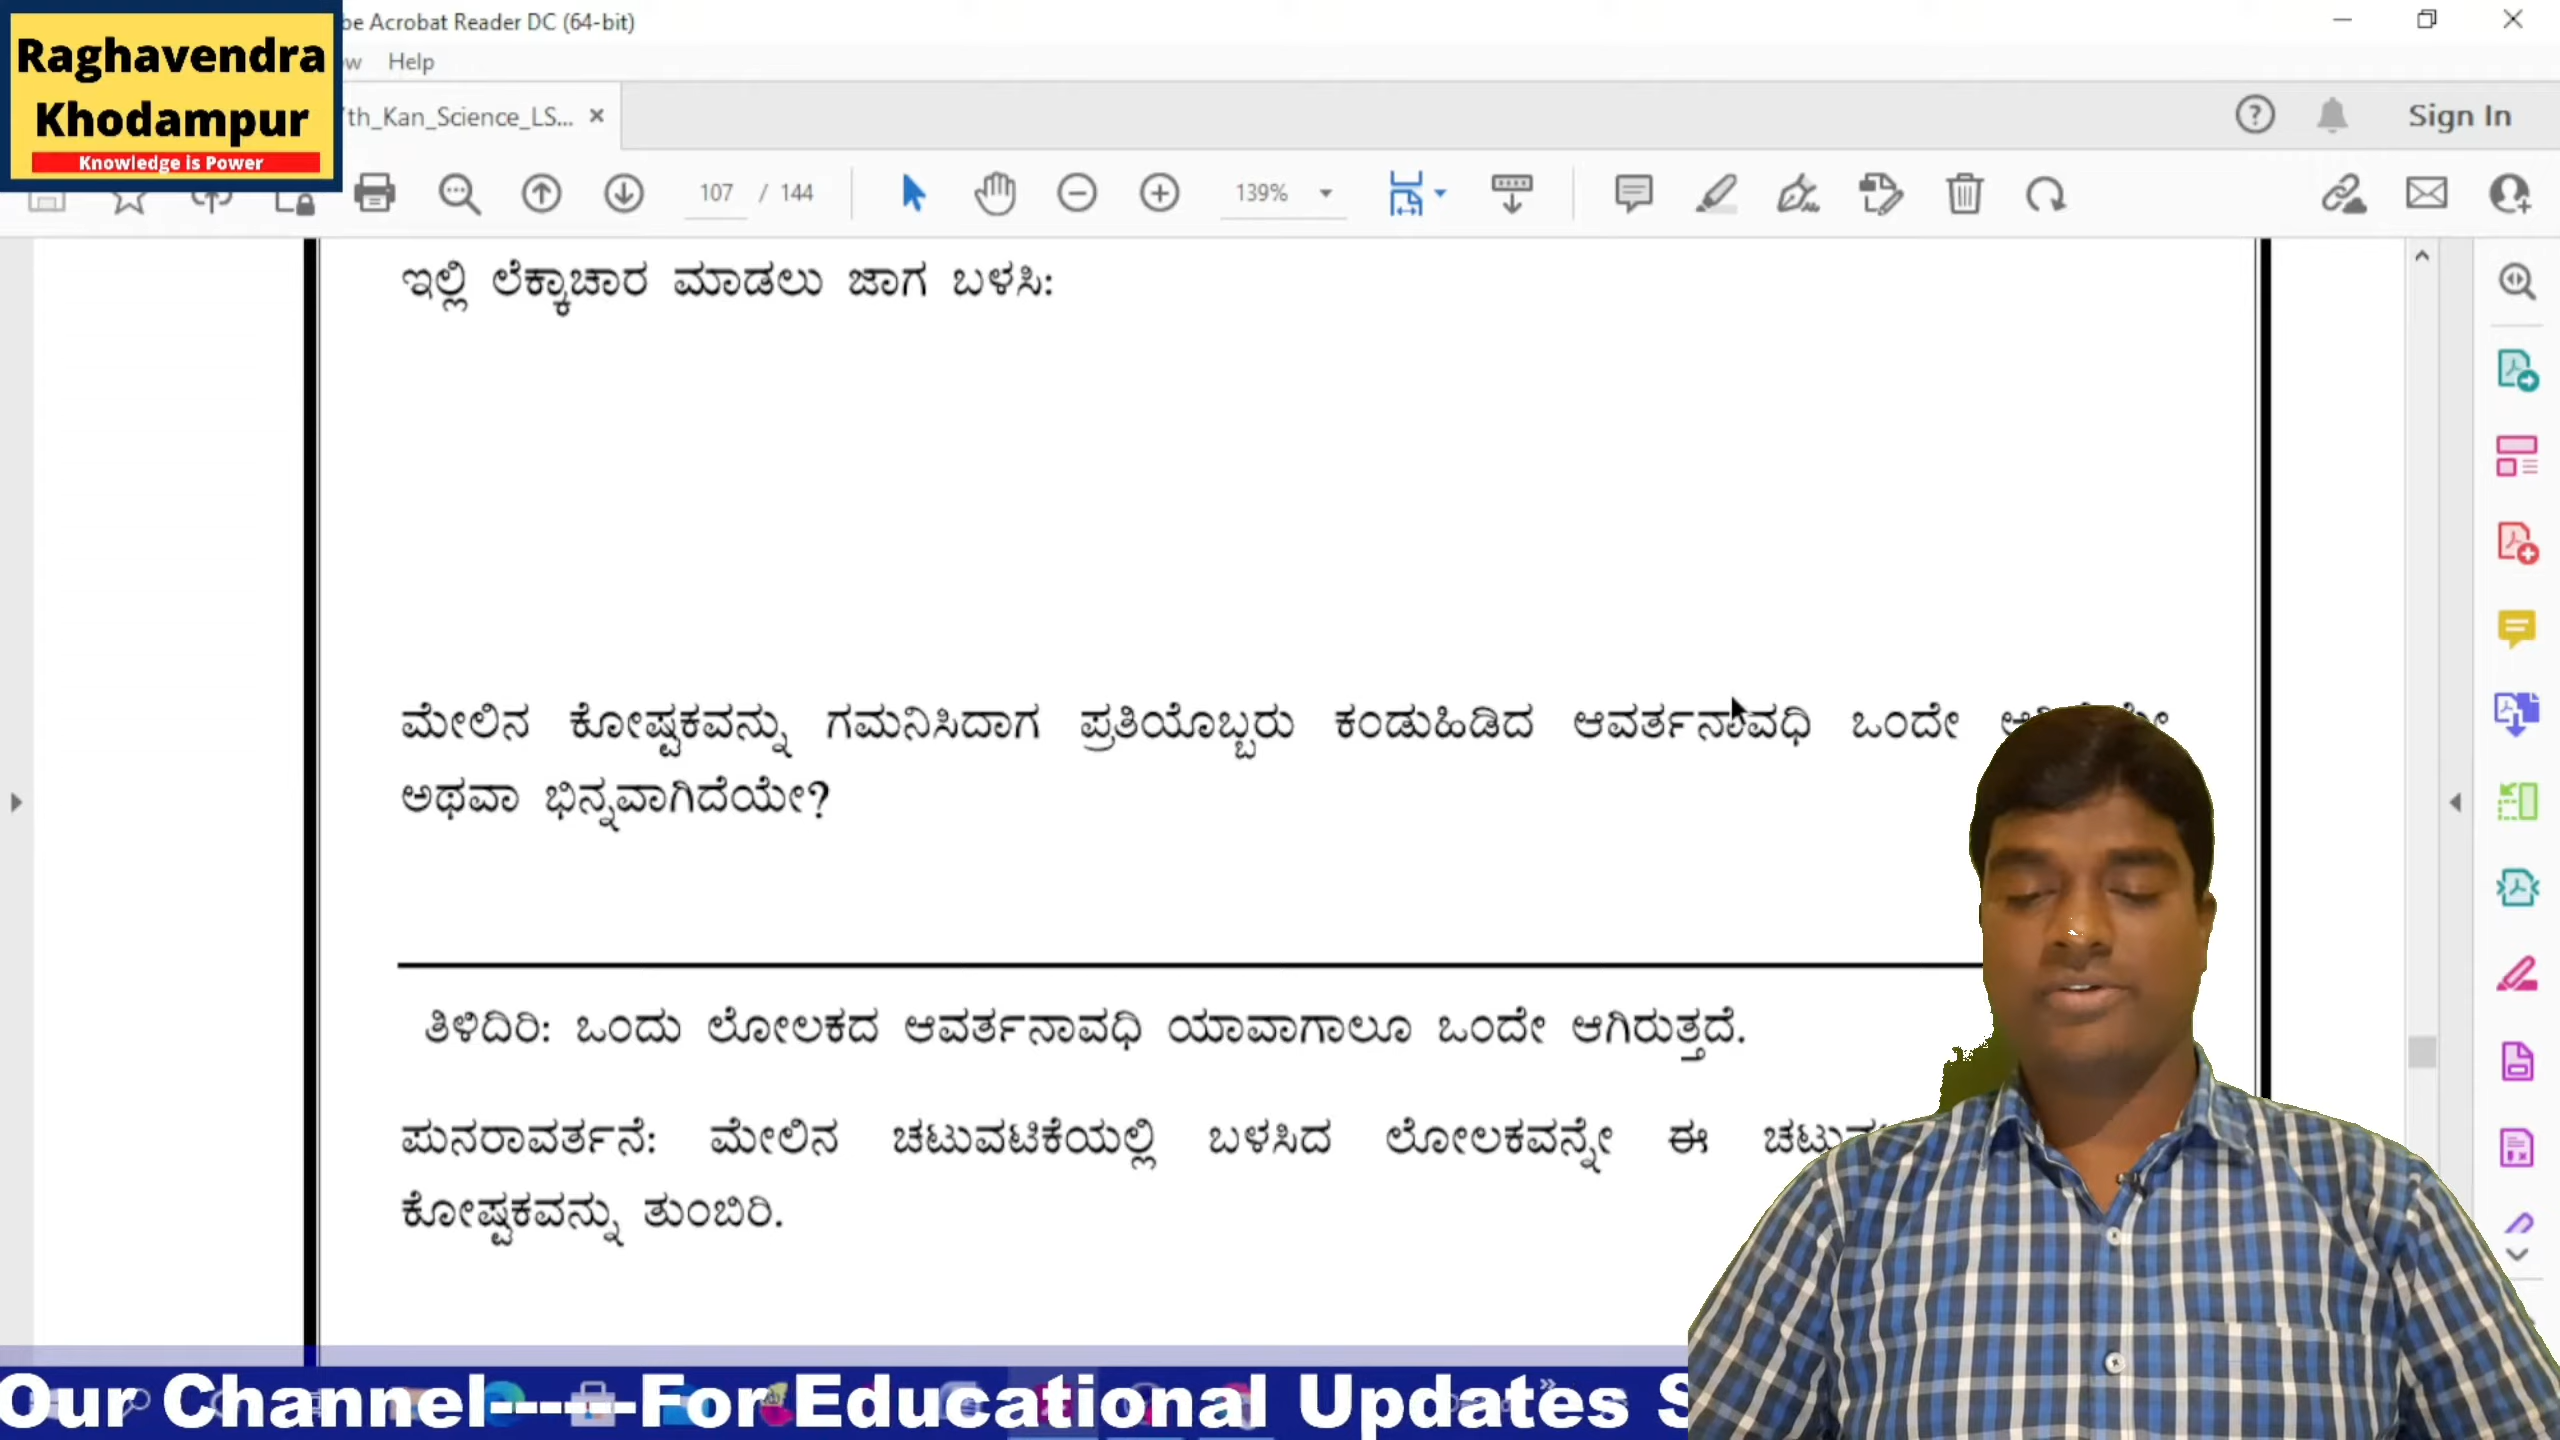 Raghavendra
Khodampur
Knowledge is Power
be Acrobat Reader DC (64-bit)
Help
th_Kan_Science_LS...
Sign In
107 / 144
139%
ಇಲ್ಲಿ ಲೆಕ್ಕಾಚಾರ ಮಾಡಲು ಜಾಗ ಬಳಸಿ:
ಮೇಲಿನ ಕೋಷ್ಟಕವನ್ನು ಗಮನಿಸಿದಾಗ ಪ್ರತಿಯೊಬ್ಬರು ಕಂಡುಹಿಡಿದ ಆವರ್ತನಾವಧಿ ಒಂದೇ
ಅಥವಾ ಭಿನ್ನವಾಗಿದೆಯೇ?
ತಿಳಿದಿರಿ: ಒಂದು ಲೋಲಕದ ಆವರ್ತನಾವಧಿ ಯಾವಾಗಾಲೂ ಒಂದೇ ಆಗಿರುತ್ತದೆ.
ಪುನರಾವರ್ತನೆ: ಮೇಲಿನ ಚಟುವಟಿಕೆಯಲ್ಲಿ ಬಳಸಿದ ಲೋಲಕವನ್ನೇ ಈ
ಕೋಷ್ಟಕವನ್ನು ತುಂಬಿರಿ.
Our Channel------For Educational Updates S